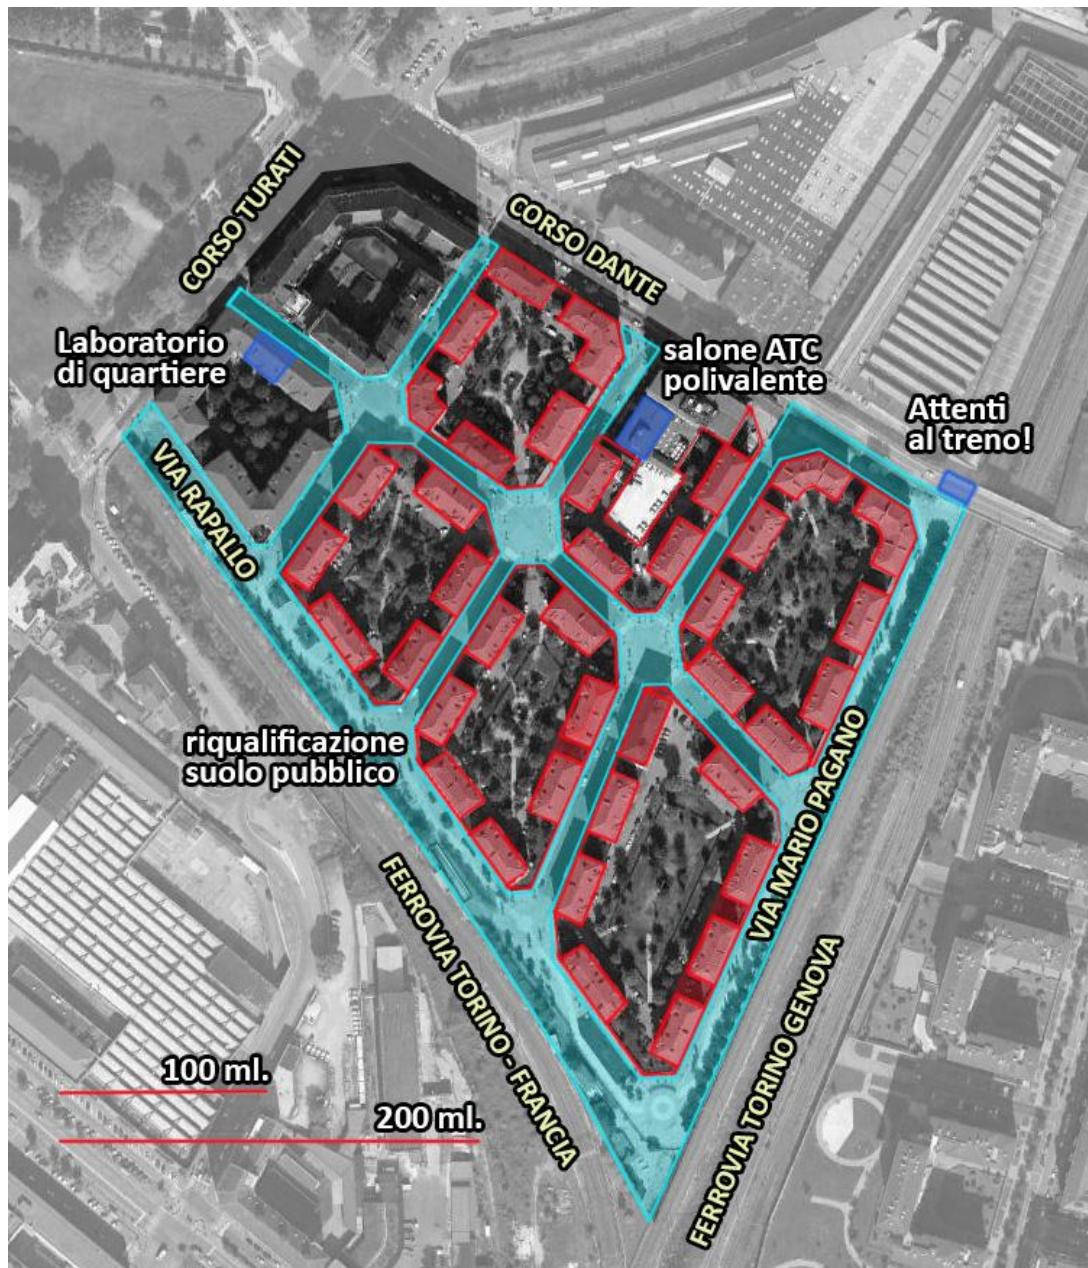 CORSO TURATI
CORSO DANTE
Laboratorio
di quartiere
salone ATC
polivalente
Attenti
al treno!
VIA RAPALLO
riqualificazione
suolo pubblico
VIA MARIO PAGANO
FERROVIA TORINO - FRANCIA
FERROVIA TORINO GENOVA
100 ml.
200 ml.